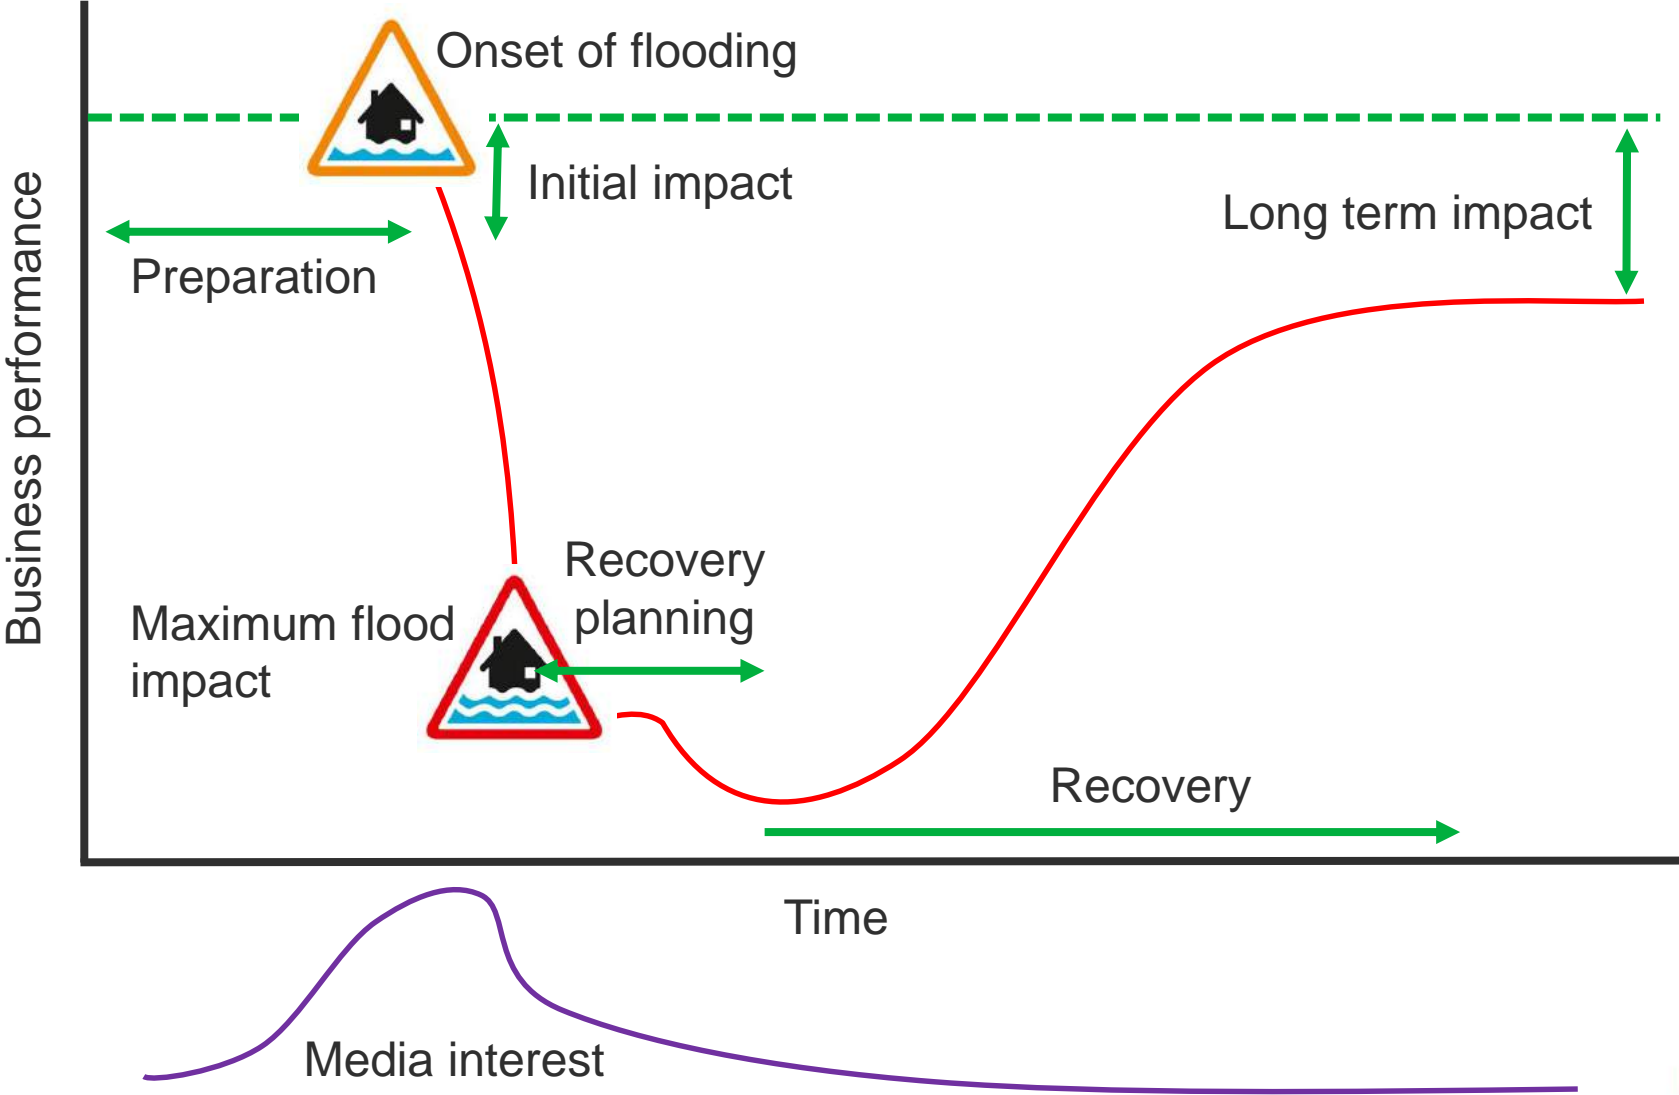 Onset of flooding
Initial impact
Long term impact
Preparation
Business performance
Recovery
planning
Maximum flood
impact
Recovery
Time
Media interest